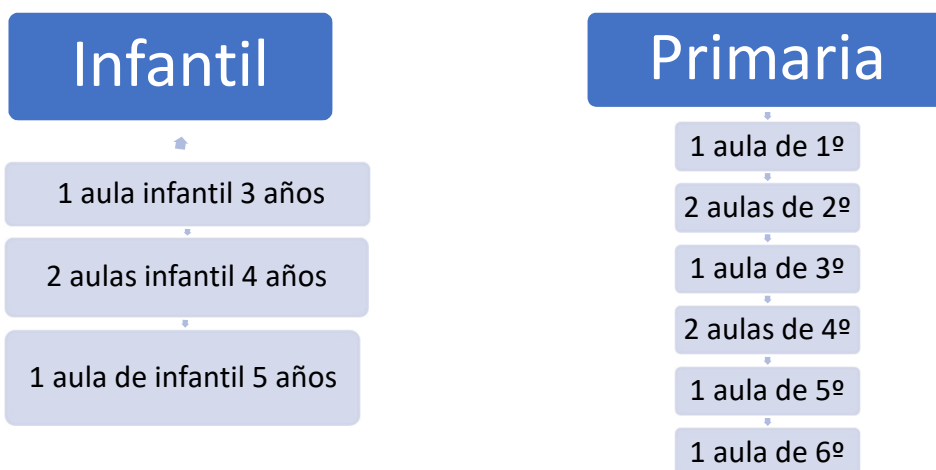 Infantil
1 aula infantil 3 años
2 aulas infantil 4 años
1 aula de infantil 5 años
Primaria
1 aula de 1º
2 aulas de 2º
1 aula de 3º
2 aulas de 4º
1 aula de 5º
1 aula de 6º